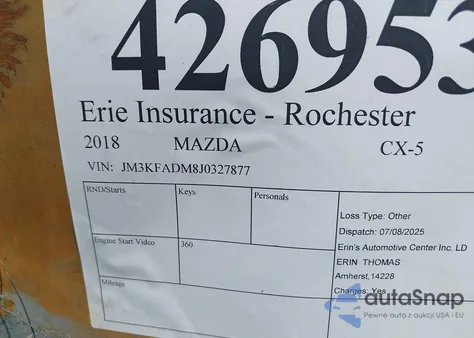 426953
Erie Insurance - Rochester
2018 MAZDA CX-5
VIN: JM3KFADM8J0327877
RND/Starts Keys Personals
Loss Type: Other
Dispatch: 07/08/2025
Engine Start Video 360
Erin's Automotive Center Inc. LD
ERIN THOMAS
Amherst,14228
Mileage
Charges: Yes
autaSnap
Pewne auta z aukcji USA i EU